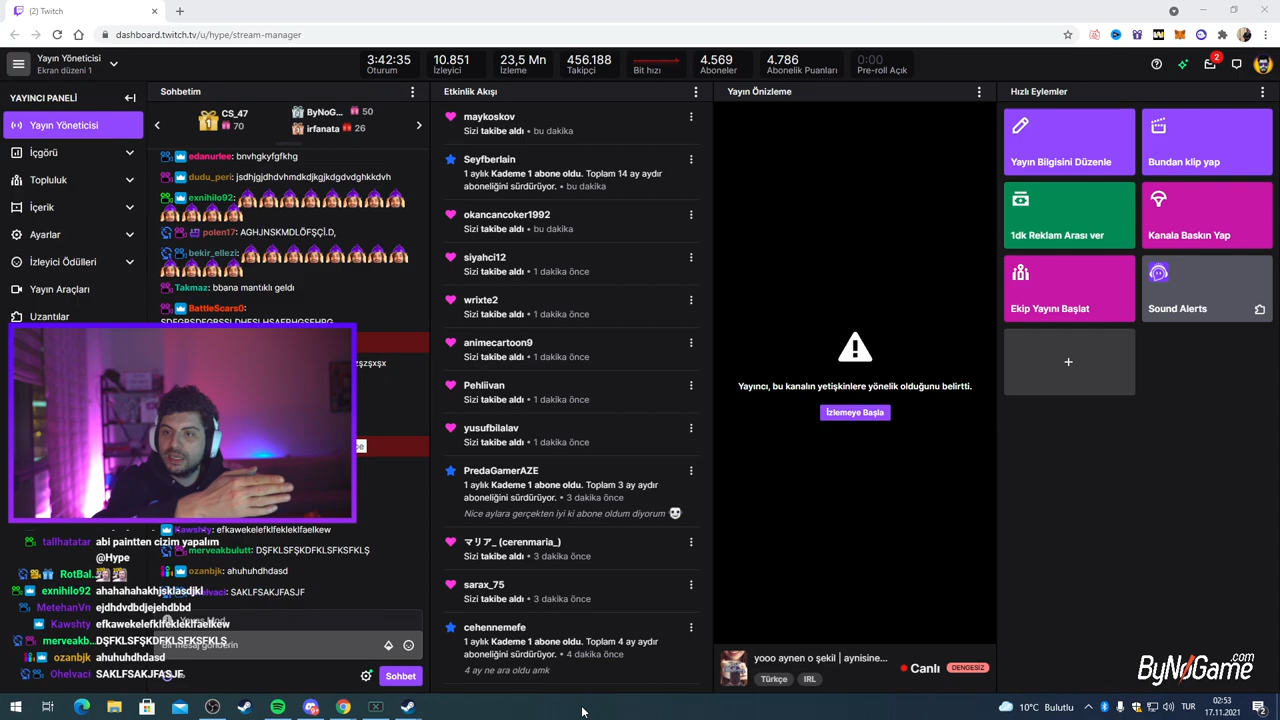 (2) Twitch
dashboard.twitch.tv/u/hype/stream-manager
Yayın Yöneticisi
Ekran düzeni 1
3:42:35
Oturum
10.851
İzleyici
23,5 Mn
İzleme
456.188
Takipçi
Bit hızı
4.569
Aboneler
4.786
Abonelik Puanları
0:00
Pre-roll Açık
2
YAYINCI PANELİ
Yayın Yöneticisi
İçgörü
Topluluk
İçerik
Ayarlar
İzleyici Ödülleri
Yayın Araçları
Uzantılar
Sohbetim
1
CS_47
70
ByNoG... 50
irfanata 26
edanurlee: bnvhgkyfgfkhg
dudu_peri: jsdhjgjdhdvhmdkdjkgjkdgdvdghkkdvh
exnihilo92:
polen17: AGHJNSKMDLÖFŞÇİ.D,
bekir_ellezi:
Takmaz: bbana mantıklı geldi
BattleScars0:
zşzşxşx
Kawshty: efkawekelefklfekleklfaelkew
merveakbulutt: DŞFKLSFŞKDFKLSFKSFKLŞ
ozanbjk: ahuhuhdhdasd
SAKLFSAKJFASJF
Bir mesaj gönderin
Sohbet
tallhatatar abi paintten cizim yapalım
@Hype
RotBal...
exnihilo92 ahahahahakhjsklasdjkl
MetehanVn ejdhdvdbdjejehdbbd
Kawshty efkawekelefklfekleklfaelkew
merveakb... DŞFKLSFŞKDFKLSFKSFKLŞ
ozanbjk ahuhuhdhdasd
Ohelvaci SAKLFSAKJFASJF
Etkinlik Akışı
maykoskov
Sizi takibe aldı • bu dakika
Seyfberlain
1 aylık Kademe 1 abone oldu. Toplam 14 ay aydır
aboneliğini sürdürüyor. • bu dakika
okancancoker1992
Sizi takibe aldı • bu dakika
siyahci12
Sizi takibe aldı • 1 dakika önce
wrixte2
Sizi takibe aldı • 1 dakika önce
animecartoon9
Sizi takibe aldı • 1 dakika önce
Pehliivan
Sizi takibe aldı • 1 dakika önce
yusufbilalav
Sizi takibe aldı • 1 dakika önce
PredaGamerAZE
1 aylık Kademe 1 abone oldu. Toplam 3 ay aydır
aboneliğini sürdürüyor. • 3 dakika önce
Nice aylara gerçekten iyi ki abone oldum diyorum
マリア_ (cerenmaria_)
Sizi takibe aldı • 3 dakika önce
sarax_75
Sizi takibe aldı • 3 dakika önce
cehennemefe
1 aylık Kademe 1 abone oldu. Toplam 4 ay aydır
aboneliğini sürdürüyor. • 4 dakika önce
4 ay ne ara oldu amk
Yayın Önizleme
Yayıncı, bu kanalın yetişkinlere yönelik olduğunu belirtti.
İzlemeye Başla
yooo aynen o şekil | aynisine...
Türkçe
IRL
Canlı
DENGESİZ
Hızlı Eylemler
Yayın Bilgisini Düzenle
Bundan klip yap
1dk Reklam Arası ver
Kanala Baskın Yap
Ekip Yayını Başlat
Sound Alerts
ByNoGame.com
10°C Bulutlu
TUR
02:53
17.11.2021
2